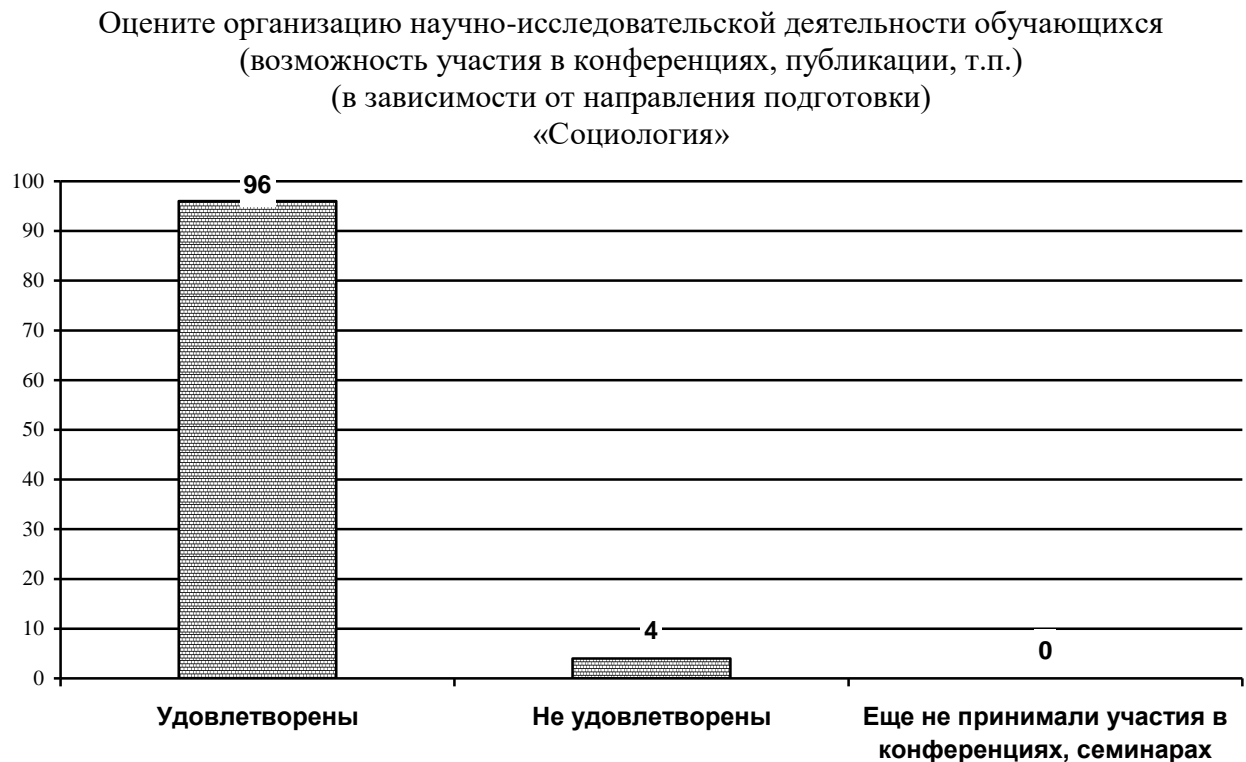 Оцените организацию научно-исследовательской деятельности обучающихся
(возможность участия в конференциях, публикации, т.п.)
(в зависимости от направления подготовки)
«Социология»
100
90
80
70
60
50
40
30
20
10
0
96
4
0
Удовлетворены
Не удовлетворены
Еще не принимали участия в
конференциях, семинарах